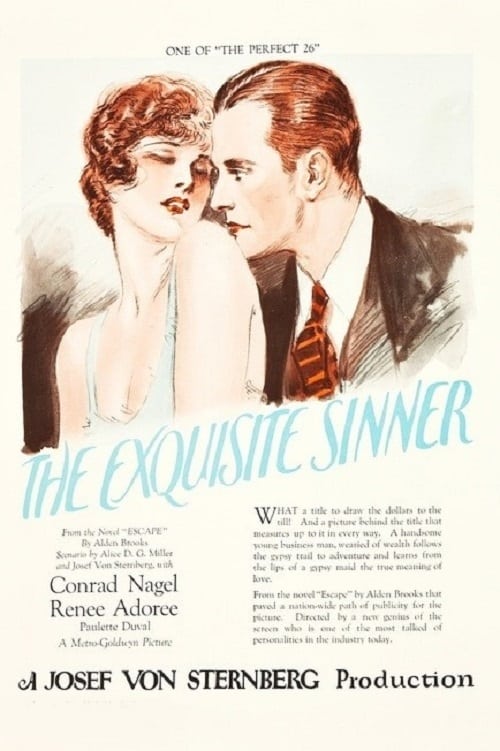 ONE OF "THE PERFECT 26"
THE EXQUISITE SINNER
From the Novel "ESCAPE"
By Alden Brooks
Scenario by Alice D. G. Miller
and Josef Von Sternberg, with
Conrad Nagel
Renee Adoree
Paulette Duval
A Metro-Goldwyn Picture
WHAT a title to draw the dollars to the
till! And a picture behind the title that
measures up to it in every way. A handsome
young business man, wearied of wealth follows
the gypsy trail to adventure and learns from
the lips of a gypsy maid the true meaning of
love.
From the novel "Escape" by Alden Brooks that
paved a nation-wide path of publicity for the
picture. Directed by a new genius of the
screen who is one of the most talked of
personalities in the industry today.
A JOSEF VON STERNBERG Production